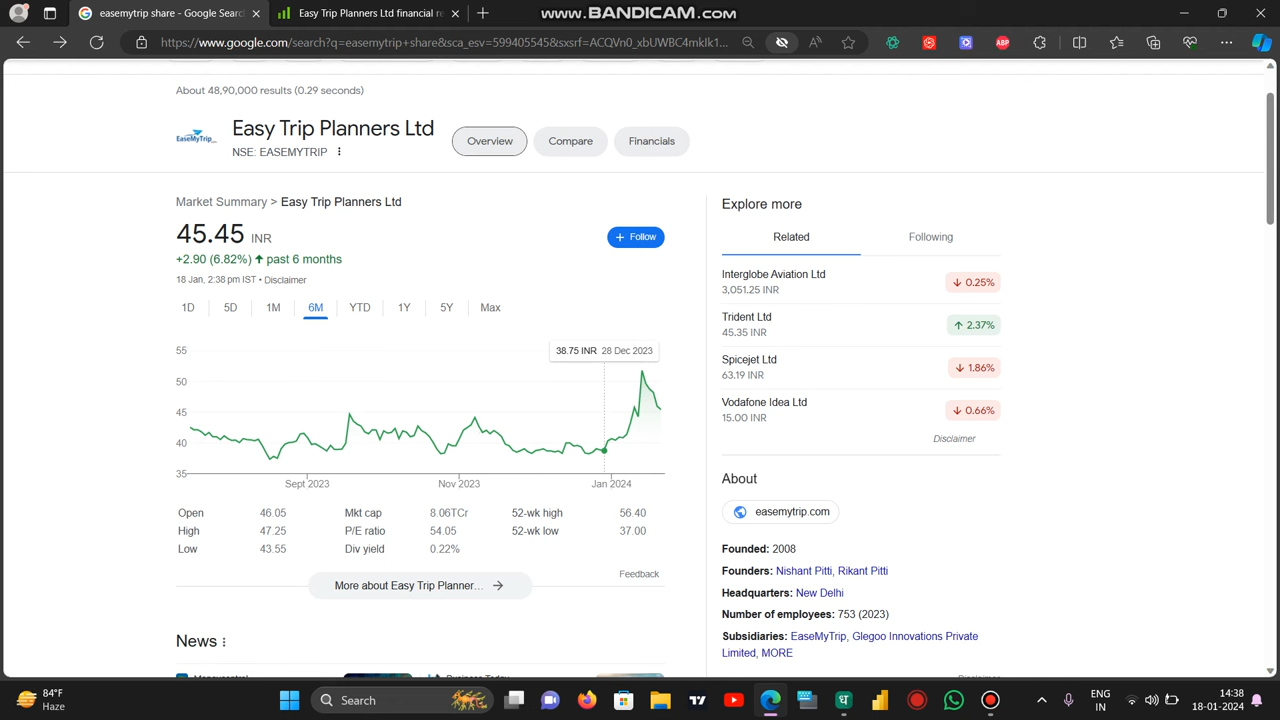 easemytrip share - Google Searc
Easy Trip Planners Ltd financial re
www.BANDICAM.com
https://www.google.com/search?q=easemytrip+share&sca_esv=599405545&sxsrf=ACQVn0_xbUWBC4mklk1...
ABP
About 48,90,000 results (0.29 seconds)
EaseMyTrip
Easy Trip Planners Ltd
NSE: EASEMYTRIP
Overview
Compare
Financials
Market Summary > Easy Trip Planners Ltd
45.45 INR
+ Follow
+2.90 (6.82%) ↑ past 6 months
18 Jan, 2:38 pm IST • Disclaimer
1D 5D 1M 6M YTD 1Y 5Y Max
38.75 INR 28 Dec 2023
55
50
45
40
35
Sept 2023 Nov 2023 Jan 2024
Open 46.05 Mkt cap 8.06TCr 52-wk high 56.40
High 47.25 P/E ratio 54.05 52-wk low 37.00
Low 43.55 Div yield 0.22%
Feedback
More about Easy Trip Planner... →
News
Moneycontrol
Business Today
Explore more
Related Following
Interglobe Aviation Ltd
3,051.25 INR
↓ 0.25%
Trident Ltd
45.35 INR
↑ 2.37%
Spicejet Ltd
63.19 INR
↓ 1.86%
Vodafone Idea Ltd
15.00 INR
↓ 0.66%
Disclaimer
About
easemytrip.com
Founded: 2008
Founders: Nishant Pitti, Rikant Pitti
Headquarters: New Delhi
Number of employees: 753 (2023)
Subsidiaries: EaseMyTrip, Glegoo Innovations Private
Limited, MORE
Disclaimer
84°F
Haze
Search
ENG
IN
14:38
18-01-2024